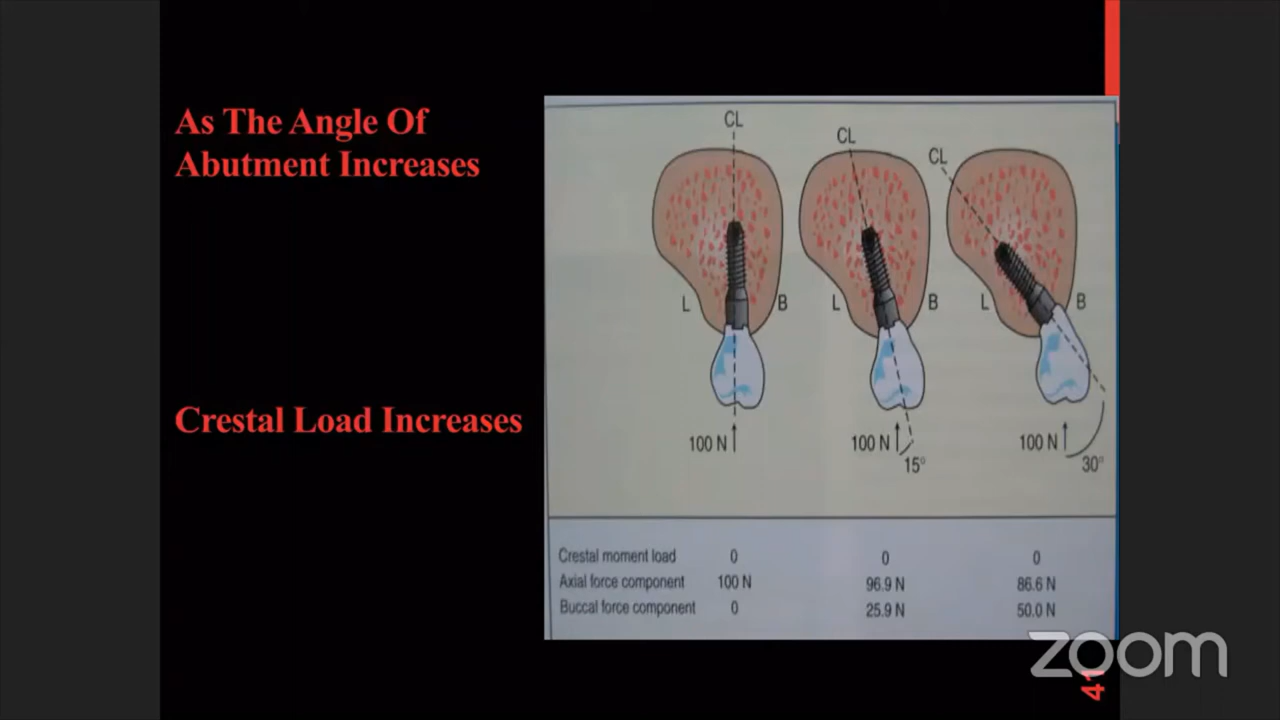 As The Angle Of
Abutment Increases
Crestal Load Increases
CL
CL
CL
L
B
L
B
L
B
100 N
100 N
15°
100 N
30°
Crestal moment load 0 0 0
Axial force component 100 N 96.9 N 86.6 N
Buccal force component 0 25.9 N 50.0 N
zoom
41